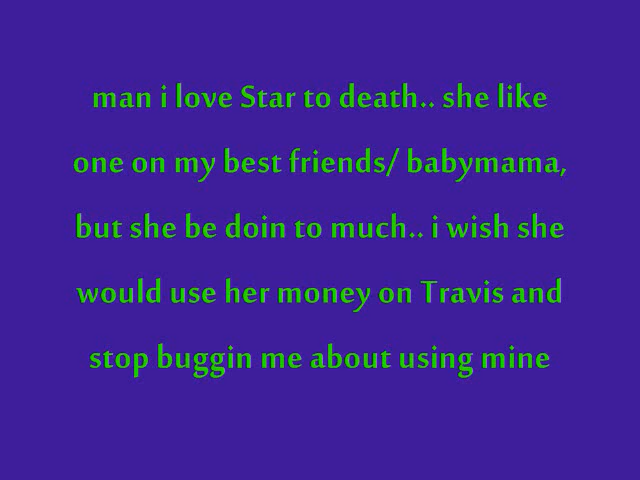 man i love Star to death.. she like
one on my best friends/ babymama,
but she be doin to much.. i wish she
would use her money on Travis and
stop buggin me about using mine